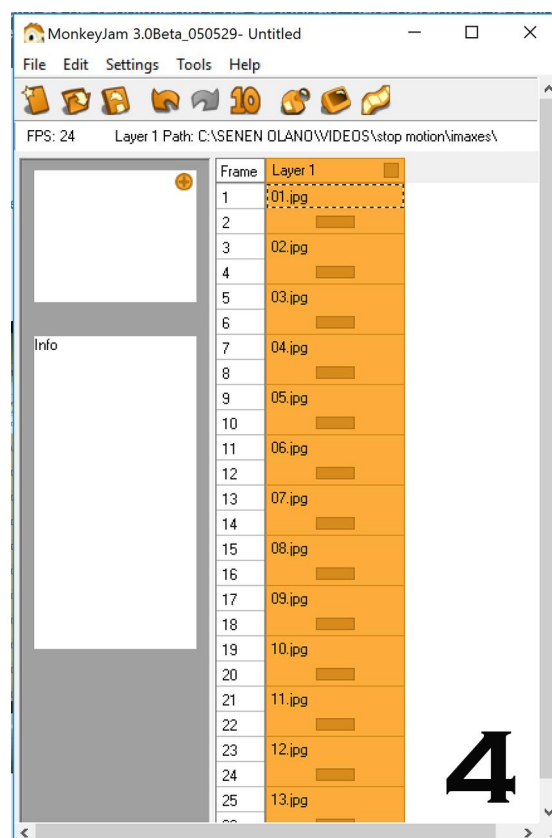 MonkeyJam 3.0Beta_050529- Untitled
File Edit Settings Tools Help
10
FPS: 24 Layer 1 Path: C:\SENEN OLANO\VIDEOS\stop motion\imaxes\
Frame Layer 1
1 01.jpg
2
3 02.jpg
4
5 03.jpg
6
Info
7 04.jpg
8
9 05.jpg
10
11 06.jpg
12
13 07.jpg
14
15 08.jpg
16
17 09.jpg
18
19 10.jpg
20
21 11.jpg
22
23 12.jpg
24
25 13.jpg
4